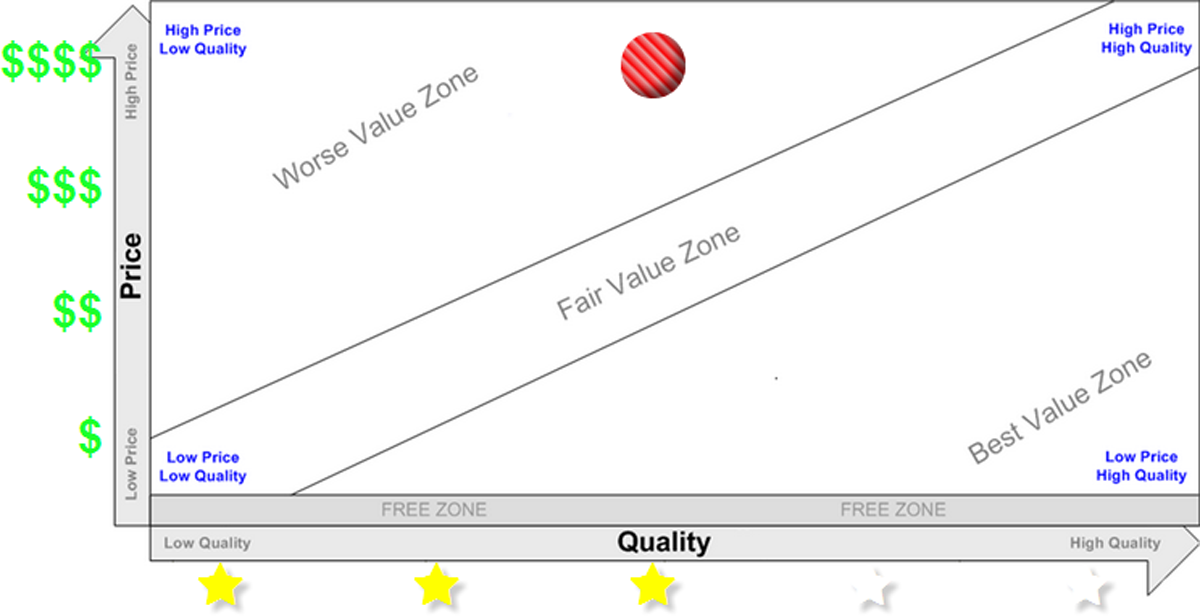 High Price
Low Quality
High Price
High Quality
$$$$
High Price
Worse Value Zone
$$$
Price
Fair Value Zone
$$
Best Value Zone
$
Low Price
Low Price
Low Quality
Low Price
High Quality
FREE ZONE
FREE ZONE
Low Quality
Quality
High Quality